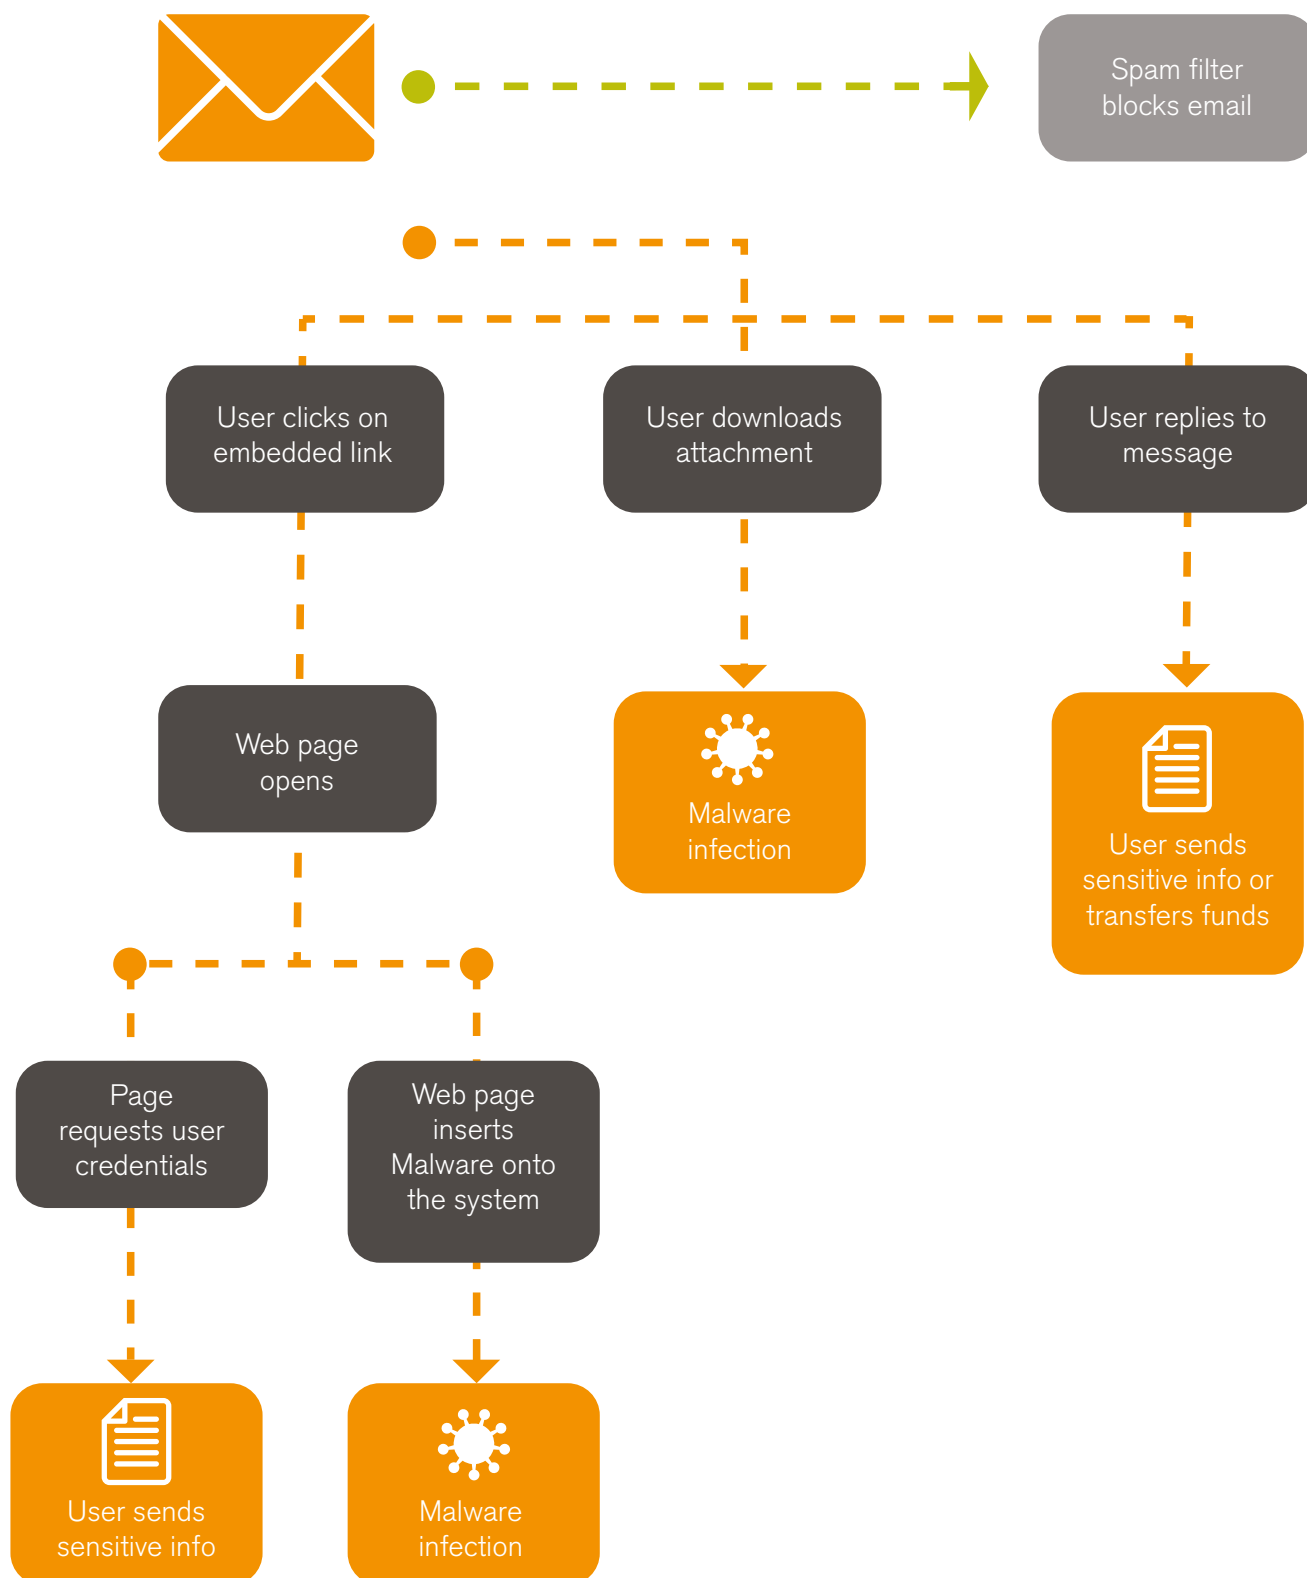 Spam filter
blocks email
User clicks on
embedded link
User downloads
attachment
User replies to
message
Web page
opens
Malware
infection
User sends
sensitive info or
transfers funds
Page
requests user
credentials
Web page
inserts
Malware onto
the system
User sends
sensitive info
Malware
infection